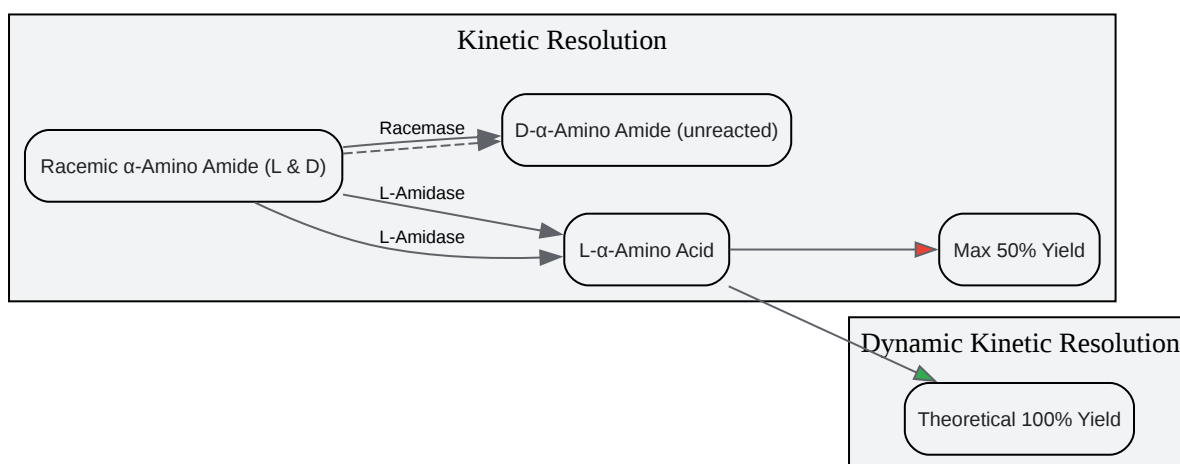 Kinetic Resolution
Racemase
D-α-Amino Amide (unreacted)
Racemic α-Amino Amide (L & D)
L-Amidase
L-Amidase
L-α-Amino Acid
Max 50% Yield
Dynamic Kinetic Resolution
Theoretical 100% Yield